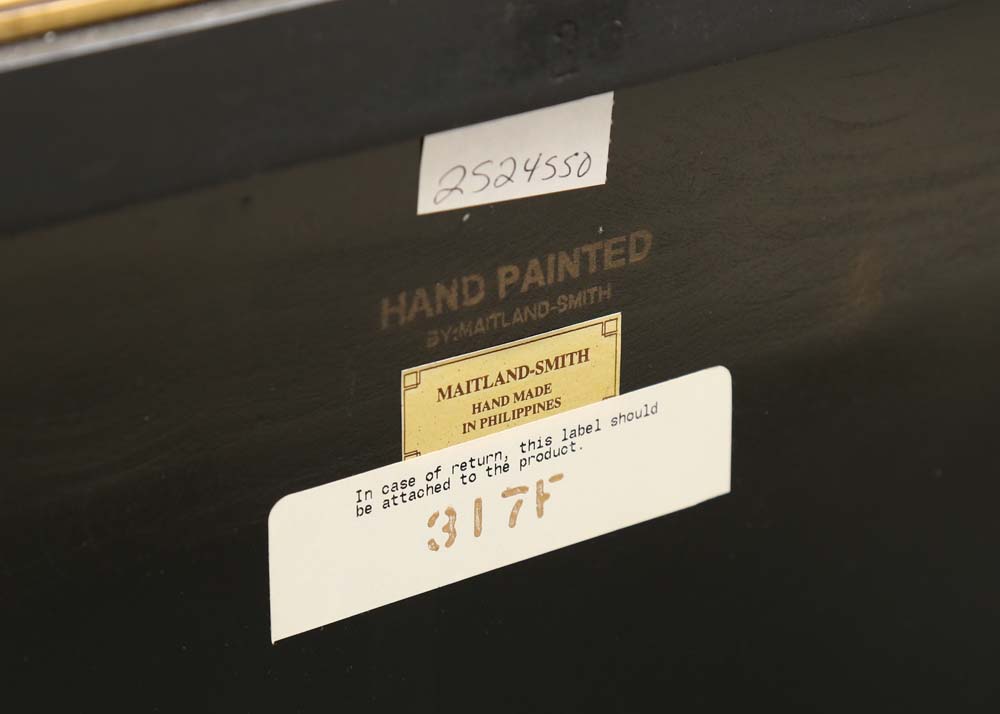 2524550
HAND PAINTED
BY:MAITLAND-SMITH
MAITLAND-SMITH
HAND MADE
IN PHILIPPINES
In case of return, this label should
be attached to the product.
317F